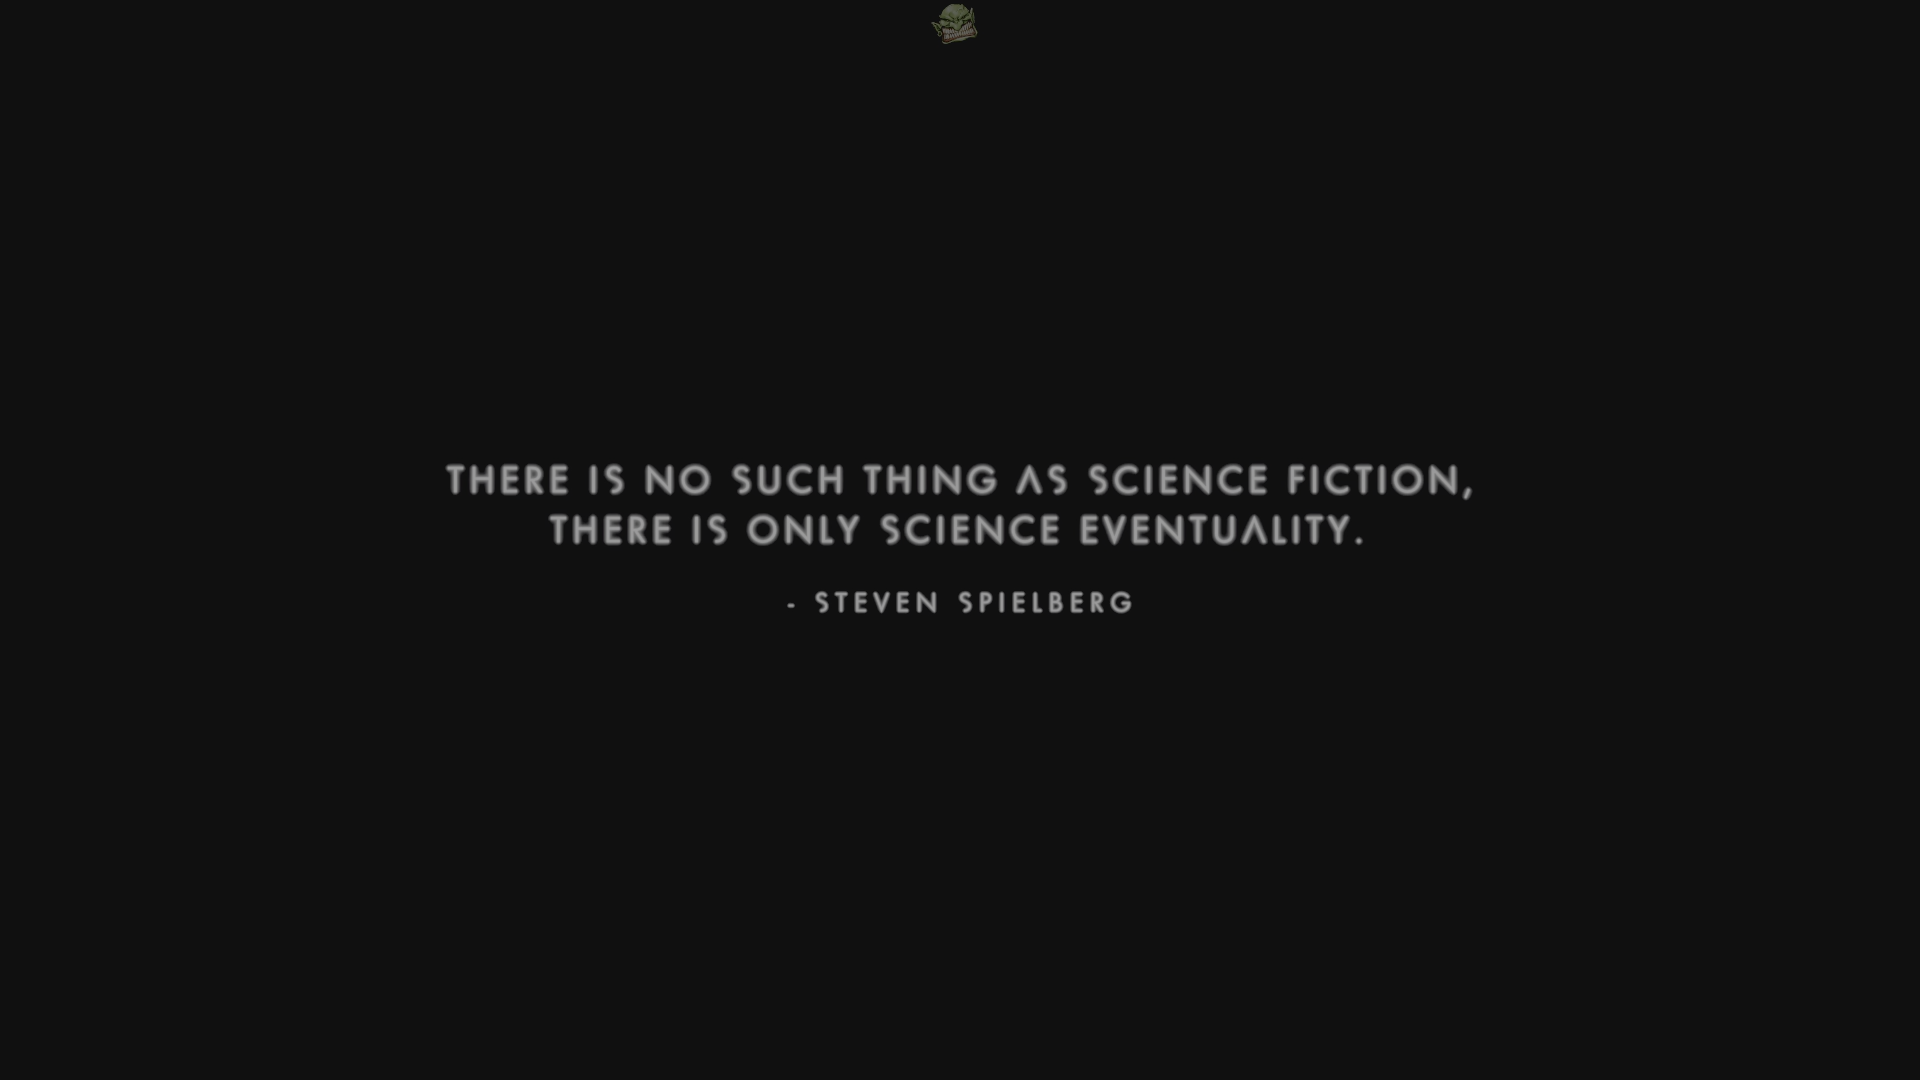 THERE IS NO SUCH THING AS SCIENCE FICTION,
THERE IS ONLY SCIENCE EVENTUALITY.
- STEVEN SPIELBERG